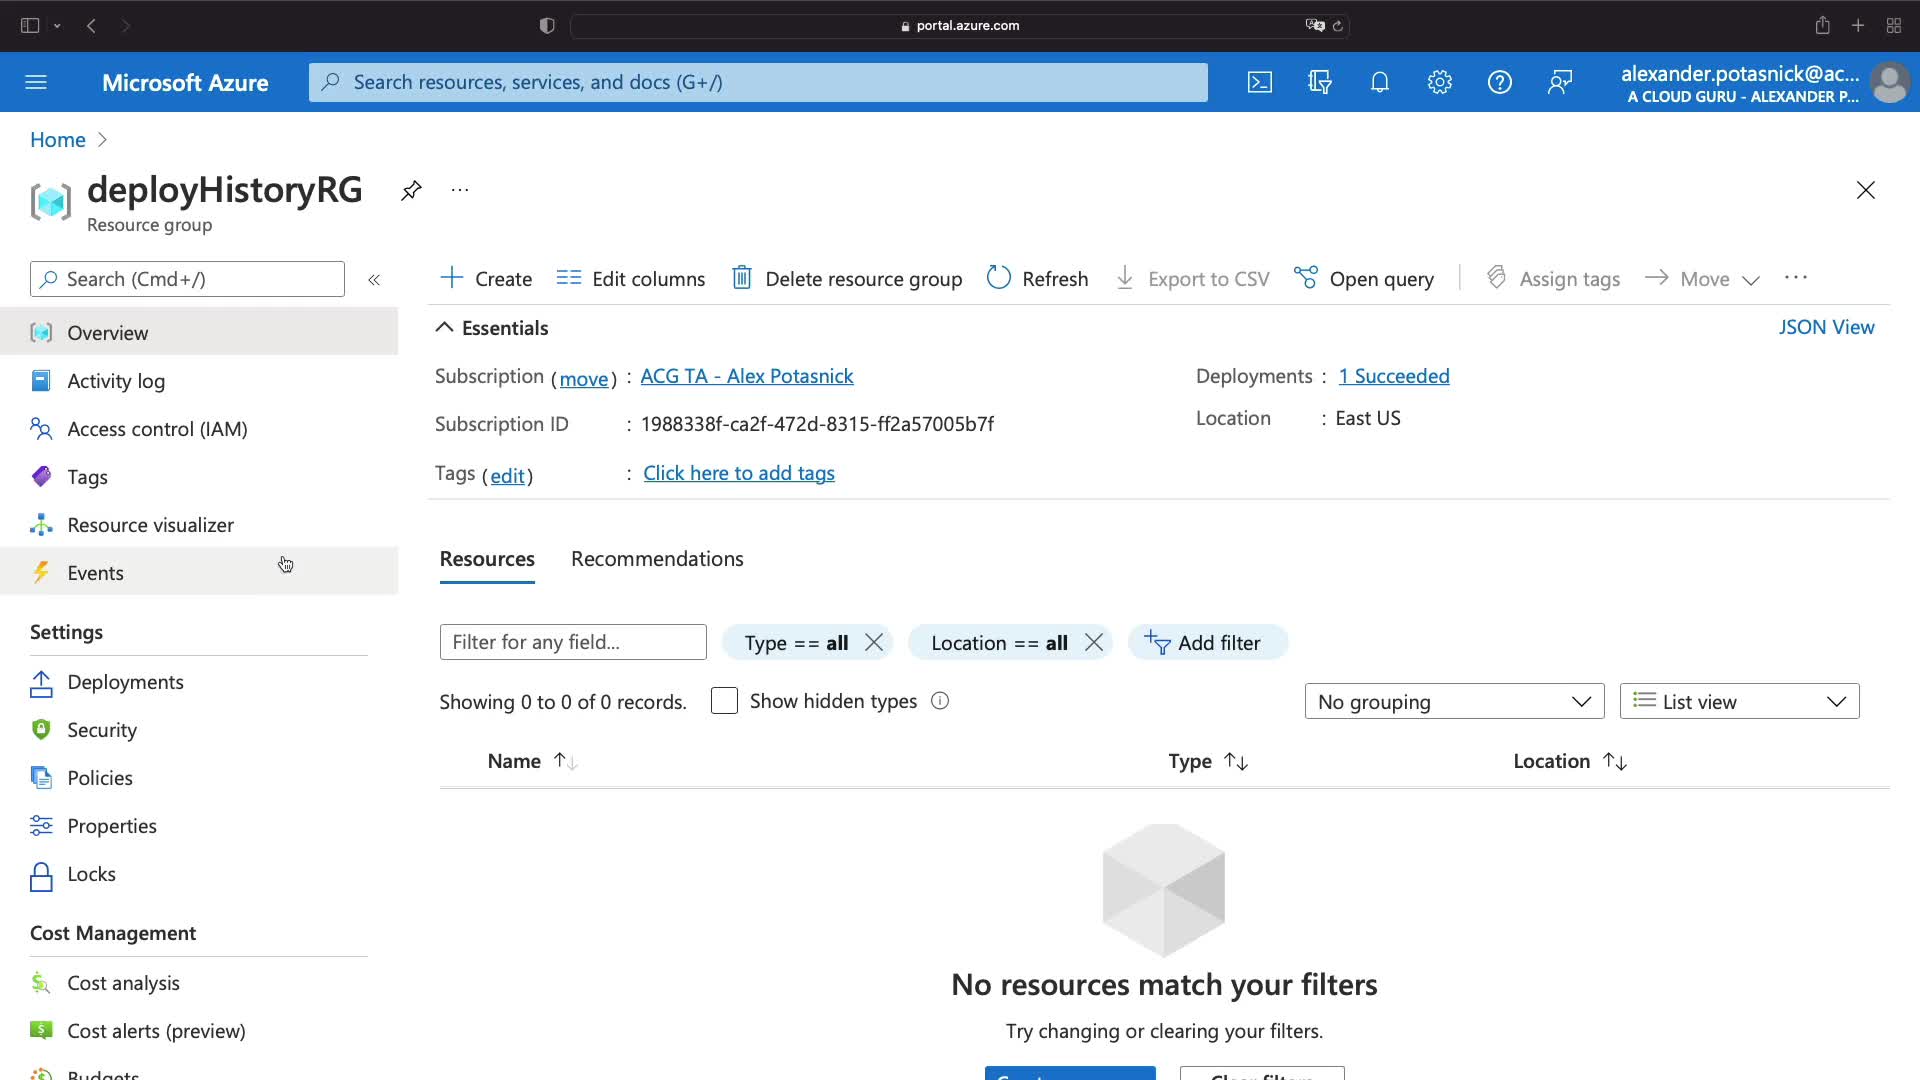 portal.azure.com
Microsoft Azure
Search resources, services, and docs (G+/)
alexander.potasnick@ac...
A CLOUD GURU - ALEXANDER P...
Home
deployHistoryRG
...
Resource group
Search (Cmd+/)
«
Overview
Activity log
Access control (IAM)
Tags
Resource visualizer
Events
Settings
Deployments
Security
Policies
Properties
Locks
Cost Management
Cost analysis
Cost alerts (preview)
Budgets
Create
Edit columns
Delete resource group
Refresh
Export to CSV
Open query
Assign tags
Move
...
Essentials
JSON View
Subscription (move) : ACG TA - Alex Potasnick
Deployments : 1 Succeeded
Subscription ID : 1988338f-ca2f-472d-8315-ff2a57005b7f
Location : East US
Tags (edit) : Click here to add tags
Resources
Recommendations
Filter for any field...
Type == all
Location == all
Add filter
Showing 0 to 0 of 0 records.
Show hidden types
No grouping
List view
Name
Type
Location
No resources match your filters
Try changing or clearing your filters.
Clear filters